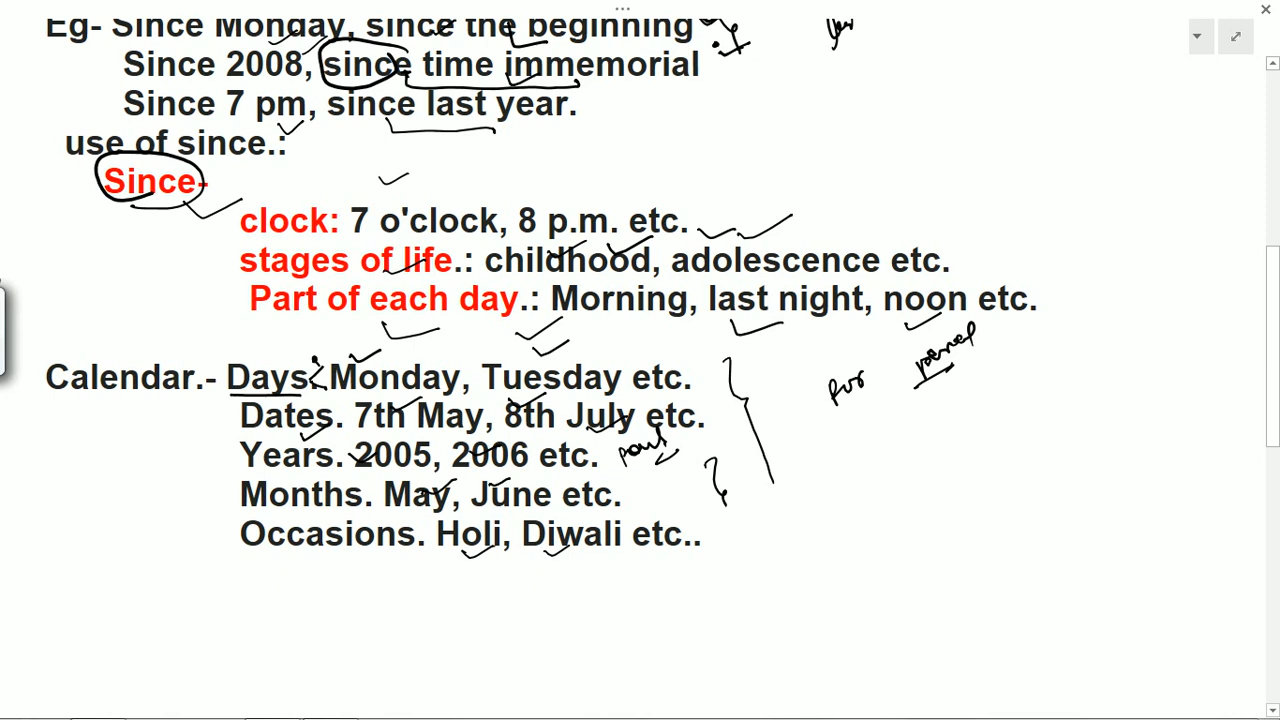 Eg- Since Monday, since the beginning
Since 2008, since time immemorial
Since 7 pm, since last year.
use of since.:
Since-
clock: 7 o'clock, 8 p.m. etc.
stages of life.: childhood, adolescence etc.
Part of each day.: Morning, last night, noon etc.
Calendar.- Days: Monday, Tuesday etc.
for
Dates. 7th May, 8th July etc.
Years. 2005, 2006 etc.
Months. May, June etc.
Occasions. Holi, Diwali etc..